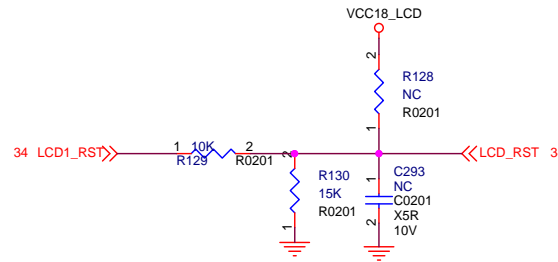 VCC18_LCD
2
R128
NC
R0201
1
34 LCD1_RST
1
10K
2
R129
R0201
LCD_RST 3
2
R130
15K
R0201
1
1
C293
NC
C0201
X5R
10V
2